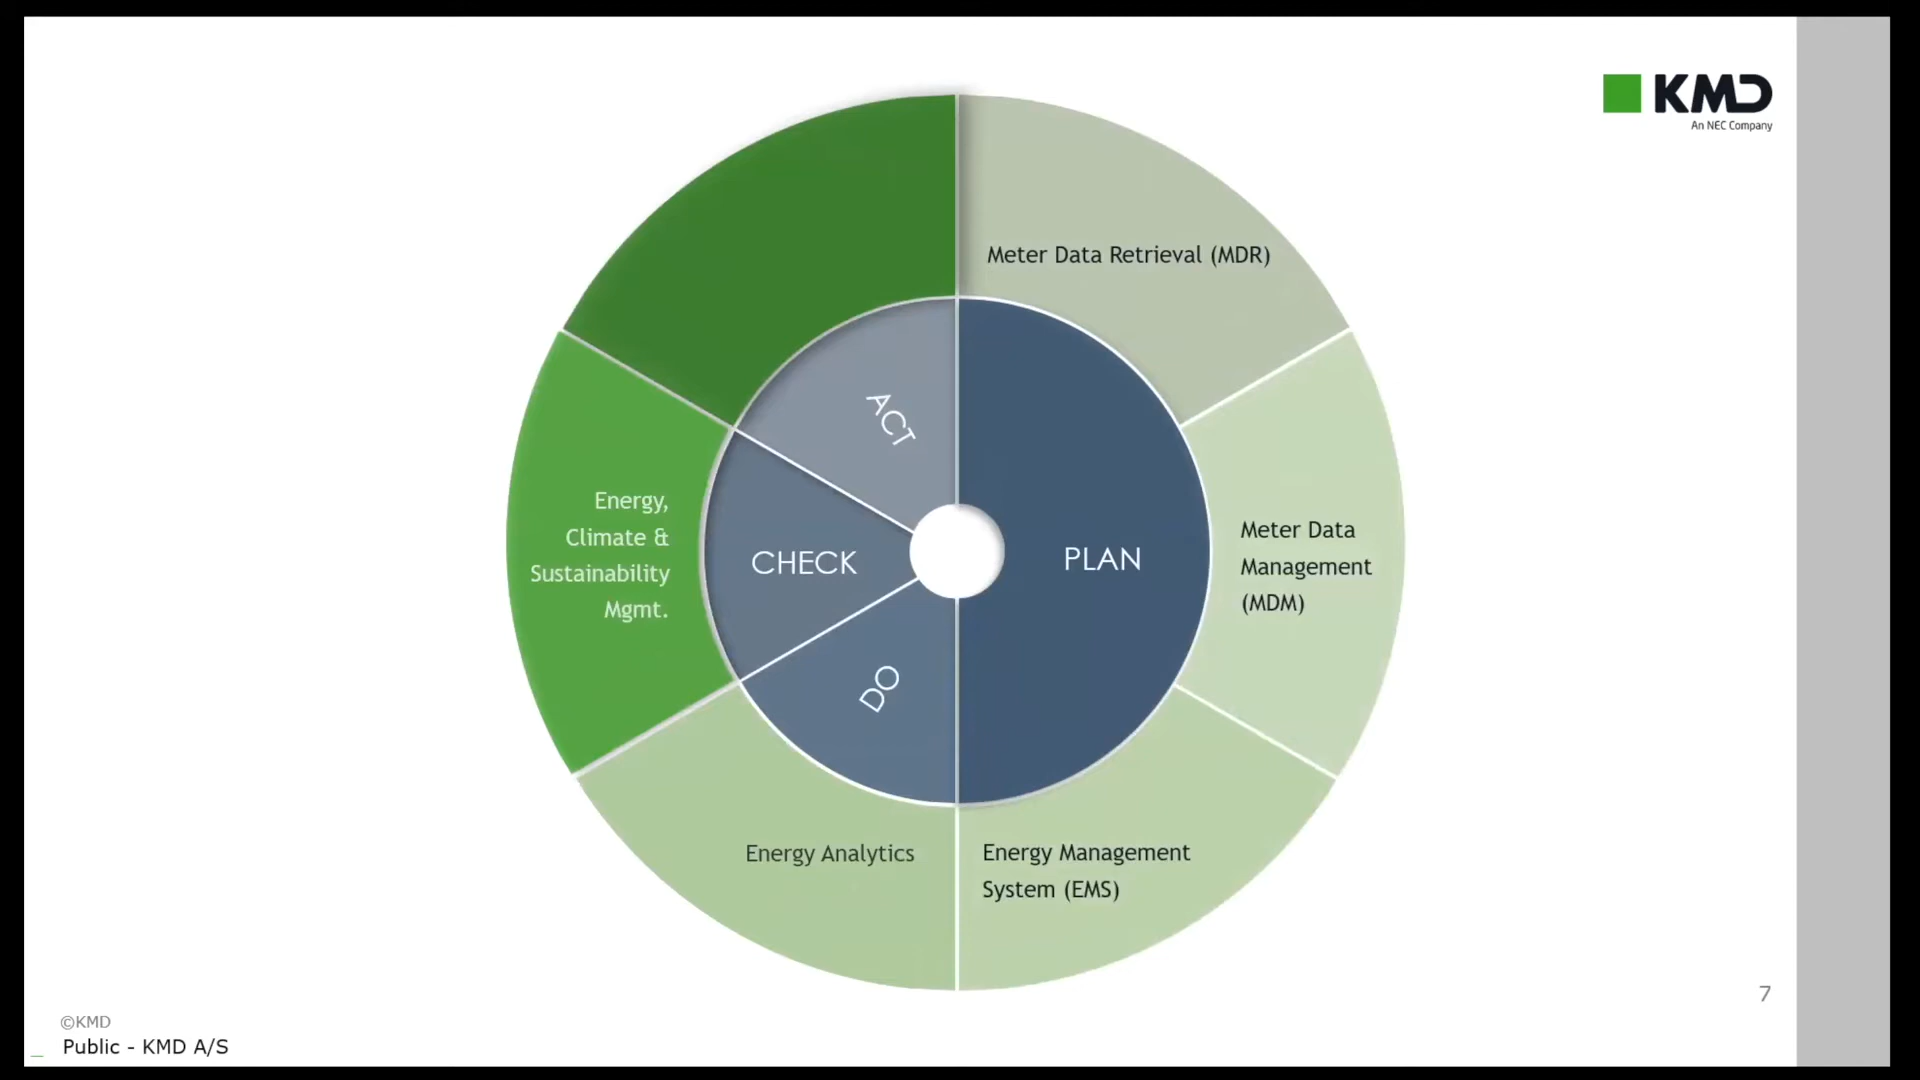 KMD
An NEC Company
Meter Data Retrieval (MDR)
ACT
Energy,
Climate &
Sustainability
Mgmt.
CHECK
PLAN
Meter Data
Management
(MDM)
DO
Energy Analytics
Energy Management
System (EMS)
7
©KMD
Public - KMD A/S